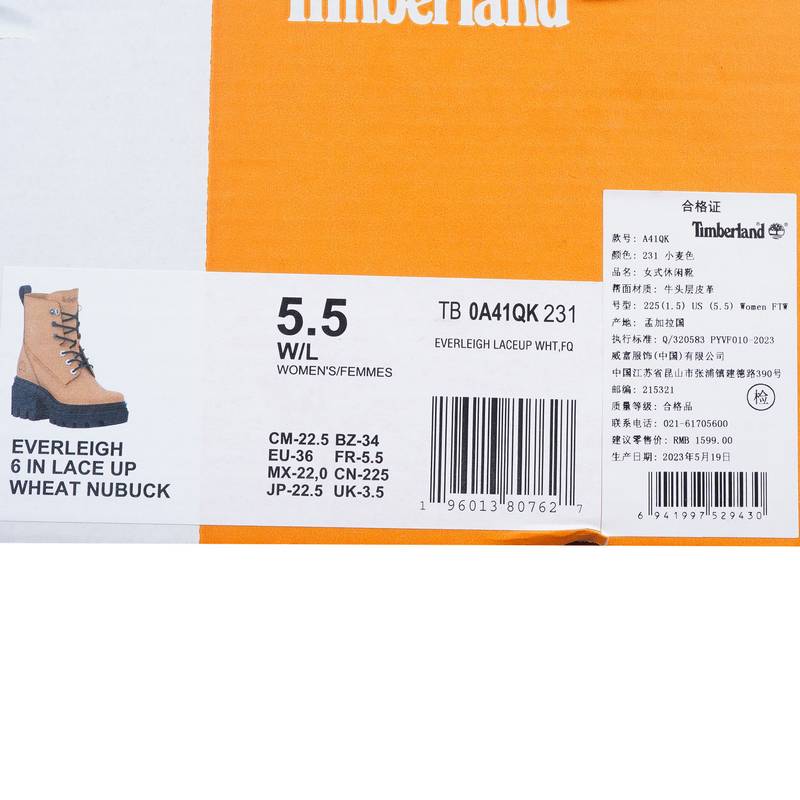 Timberland
5.5
W/L
WOMEN'S/FEMMES
TB 0A41QK 231
EVERLEIGH LACEUP WHT,FQ
EVERLEIGH
6 IN LACE UP
WHEAT NUBUCK
CM-22.5 BZ-34
EU-36 FR-5.5
MX-22,0 CN-225
JP-22.5 UK-3.5
1 96013 80762 7
合格证
Timberland
款号: A41QK
颜色: 231 小麦色
品名: 女式休闲靴
帮面材质: 牛头层皮革
号型: 225(1.5) US (5.5) Women FTW
产地: 孟加拉国
执行标准: Q/320583 PYVF010-2023
威富服饰(中国)有限公司
中国江苏省昆山市张浦镇建德路390号
邮编: 215321
质量等级: 合格品
检
联系电话: 021-61705600
建议零售价: RMB 1599.00
生产日期: 2023年5月19日
6 941997 529430